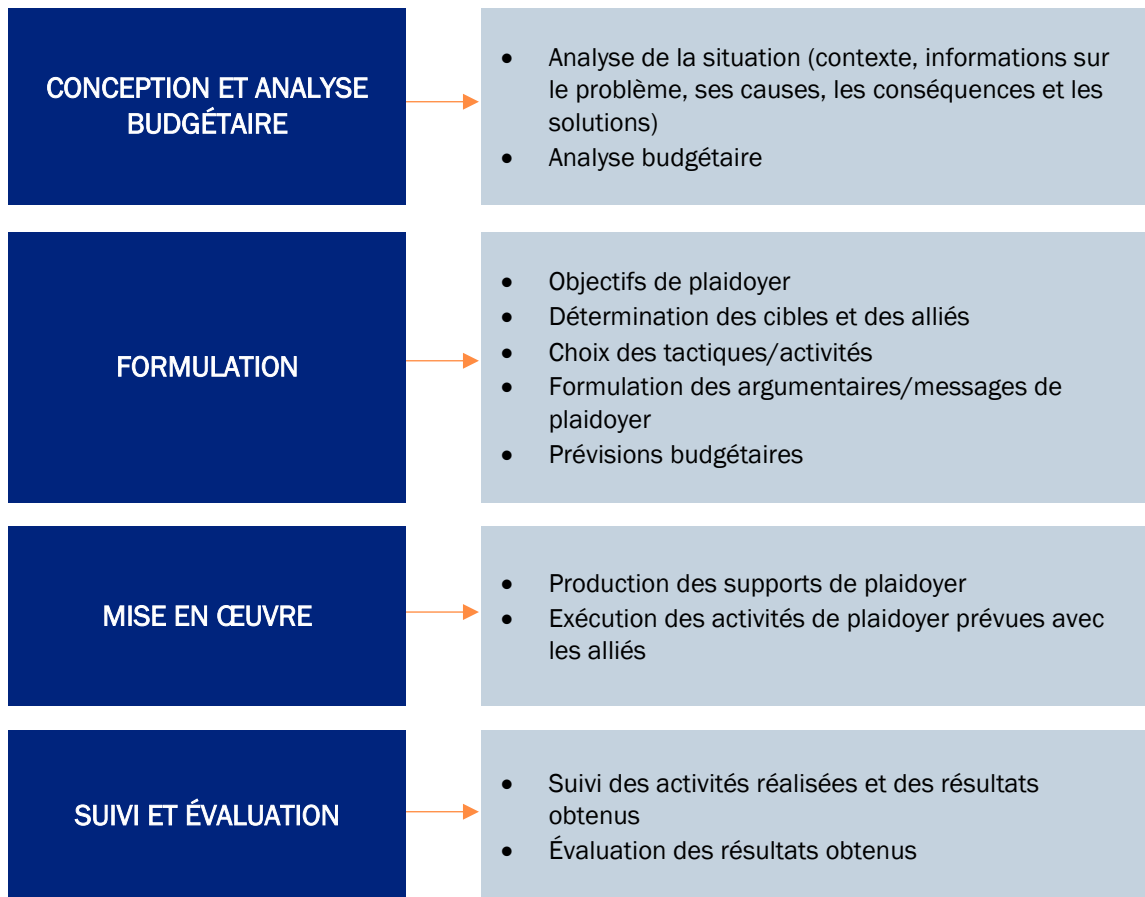 CONCEPTION ET ANALYSE
BUDGÉTAIRE
• Analyse de la situation (contexte, informations sur
le problème, ses causes, les conséquences et les
solutions)
• Analyse budgétaire
FORMULATION
• Objectifs de plaidoyer
• Détermination des cibles et des alliés
• Choix des tactiques/activités
• Formulation des argumentaires/messages de
plaidoyer
• Prévisions budgétaires
MISE EN ŒUVRE
• Production des supports de plaidoyer
• Exécution des activités de plaidoyer prévues avec
les alliés
SUIVI ET ÉVALUATION
• Suivi des activités réalisées et des résultats
obtenus
• Évaluation des résultats obtenus